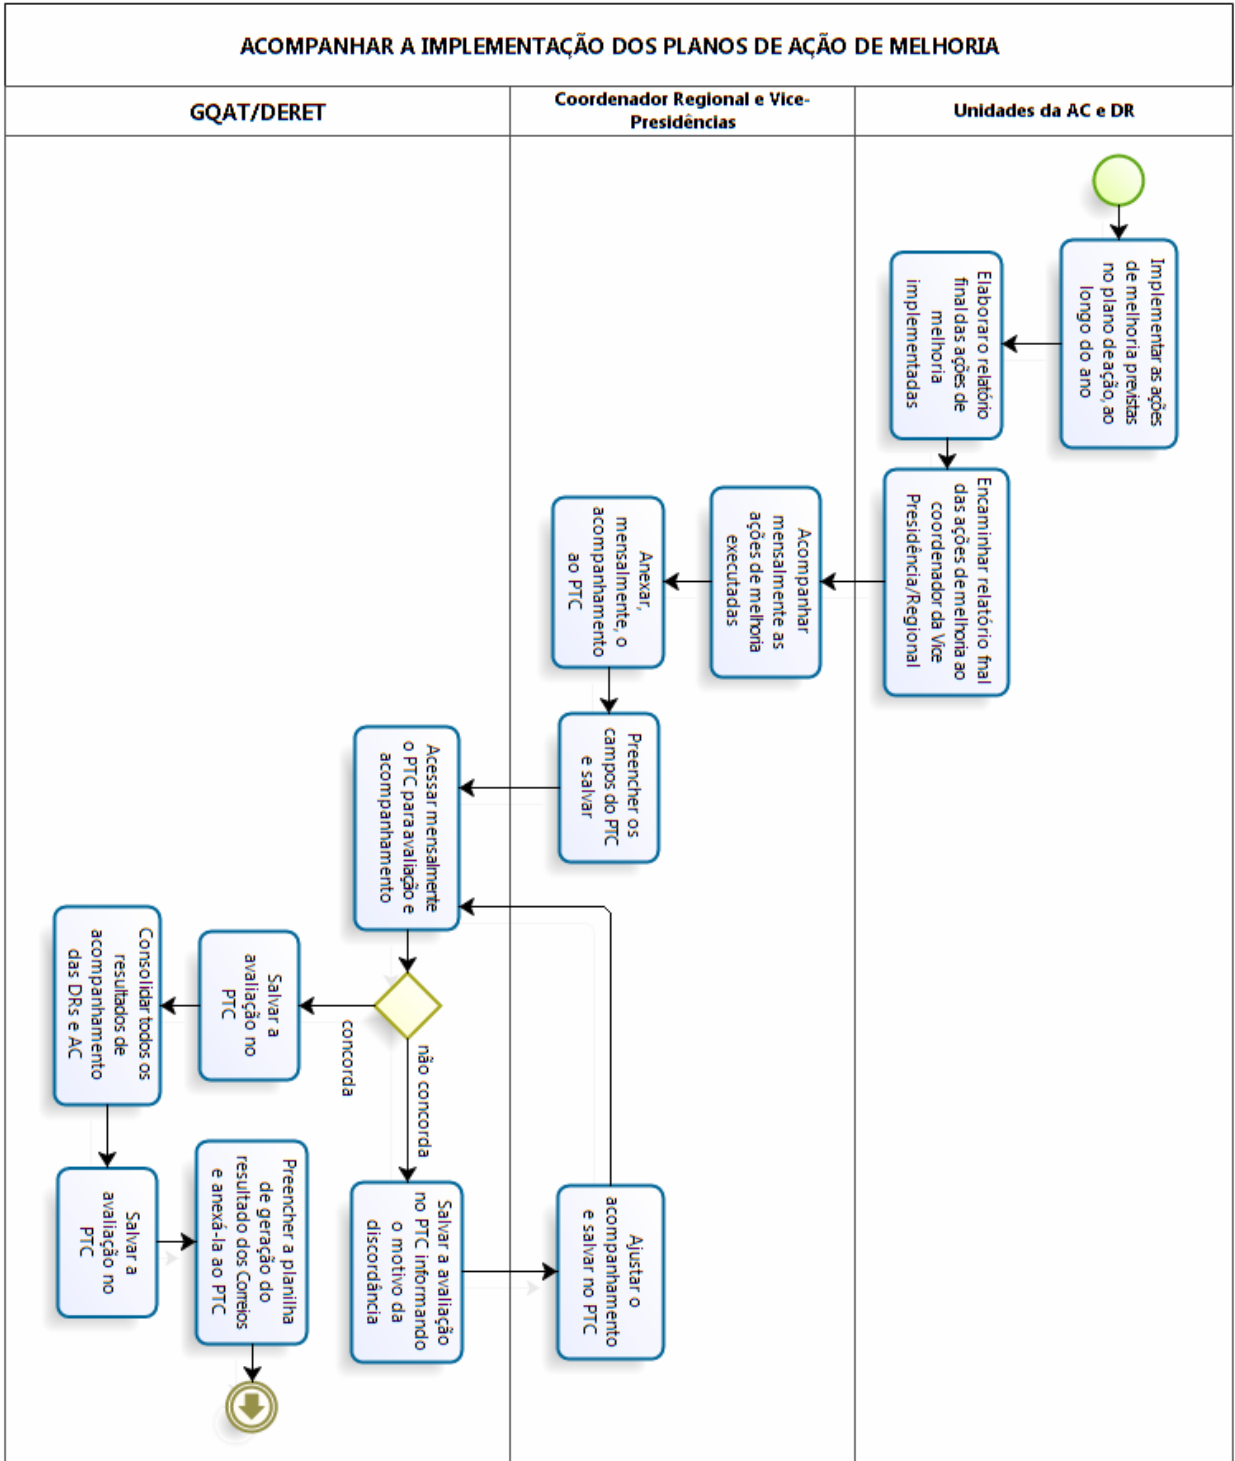 ACOMPANHAR A IMPLEMENTAÇÃO DOS PLANOS DE AÇÃO DE MELHORIA
GQAT/DERET
Coordenador Regional e Vice-
Presidências
Unidades da AC e DR
Implementar as ações
de melhoria previstas
no plano de ação, ao
longo do ano
Elaborar o relatório
final das ações de
melhoria
implementadas
Encaminhar relatório fnal
das ações de melhoria ao
coordenador da Vice
Presidência/Regional
Acompanhar
mensalmente as
ações de melhoria
executadas
Anexar,
mensalmente, o
acompanhamento
ao PTC
Preencher os
campos do PTC
e salvar
Acessar mensalmente
o PTC para avaliação e
acompanhamento
concorda
não concorda
Salvar a
avaliação no
PTC
Consolidar todos os
resultados de
acompanhamento
das DRs e AC
Salvar a
avaliação no
PTC
Preencher a planilha
de geração do
resultado dos Correios
e anexá-la ao PTC
Salvar a avaliação
no PTC informando
o motivo da
discordância
Ajustar o
acompanhamento
e salvar no PTC